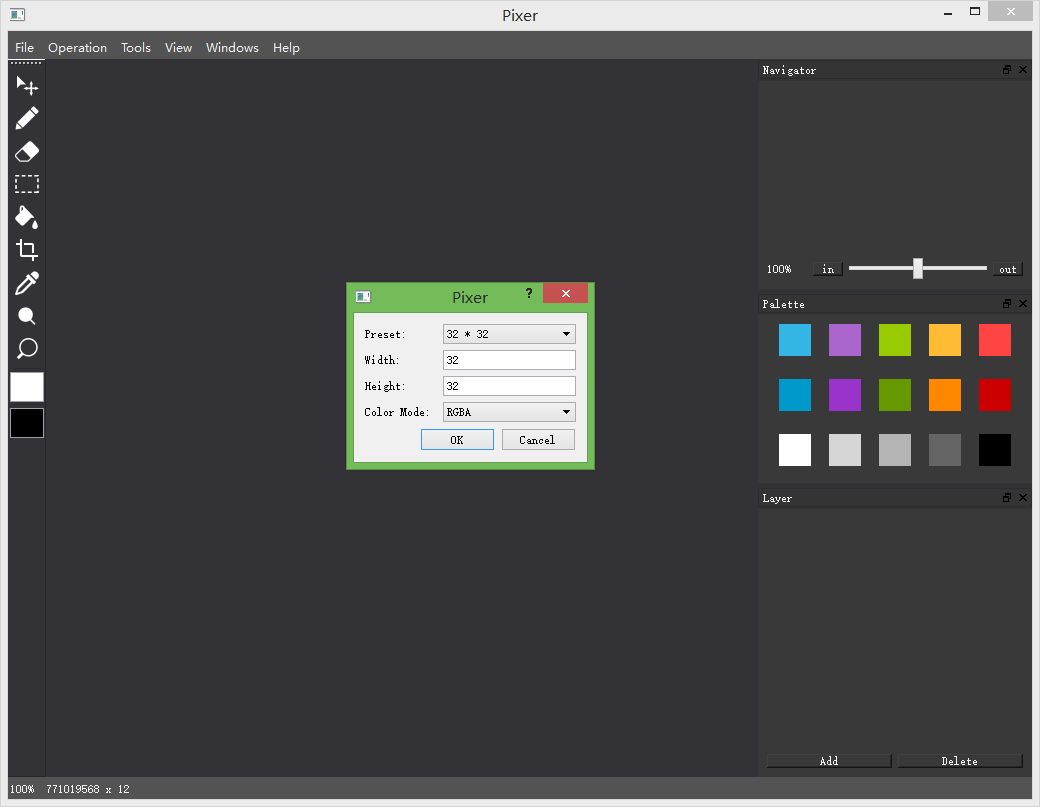 Pixer
File Operation Tools View Windows Help
Navigator
100% in out
Palette
Pixer ?
Preset: 32 * 32
Width: 32
Height: 32
Color Mode: RGBA
OK Cancel
Layer
Add Delete
100% 771019568 x 12